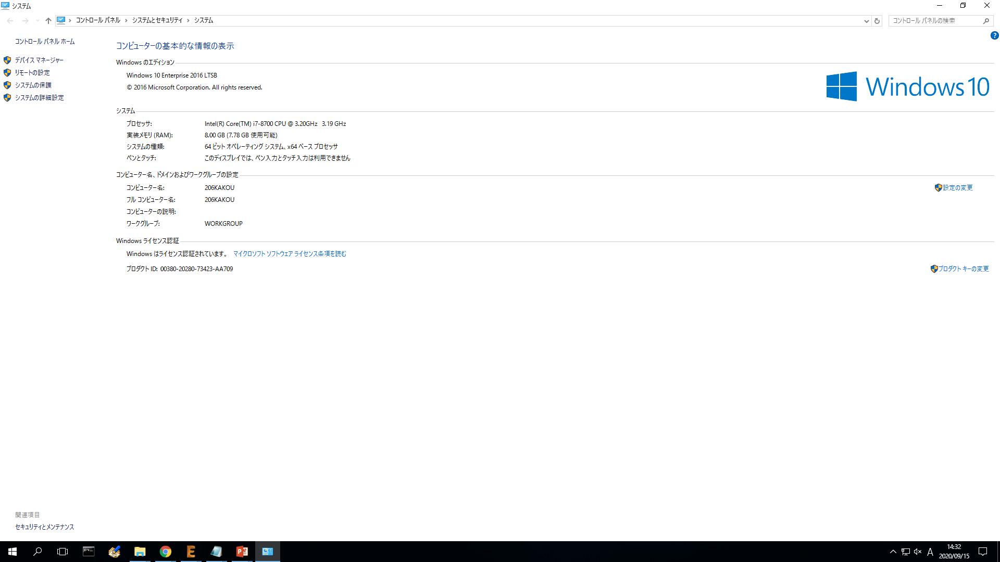 システム
コントロール パネル › システムとセキュリティ › システム
コントロール パネルの検索
コントロール パネル ホーム
デバイス マネージャー
リモートの設定
システムの保護
システムの詳細設定
コンピューターの基本的な情報の表示
Windows のエディション
Windows 10 Enterprise 2016 LTSB
© 2016 Microsoft Corporation. All rights reserved.
Windows 10
システム
プロセッサ: Intel(R) Core(TM) i7-8700 CPU @ 3.20GHz 3.19 GHz
実装メモリ (RAM): 8.00 GB (7.78 GB 使用可能)
システムの種類: 64 ビット オペレーティング システム、x64 ベース プロセッサ
ペンとタッチ: このディスプレイでは、ペン入力とタッチ入力は利用できません
コンピューター名、ドメインおよびワークグループの設定
コンピューター名: 206KAKOU
設定の変更
フル コンピューター名: 206KAKOU
コンピューターの説明:
ワークグループ: WORKGROUP
Windows ライセンス認証
Windows はライセンス認証されています。 マイクロソフト ソフトウェア ライセンス条項を読む
プロダクト ID: 00380-20280-73423-AA709
プロダクト キーの変更
関連項目
セキュリティとメンテナンス
A
14:32
2020/09/15